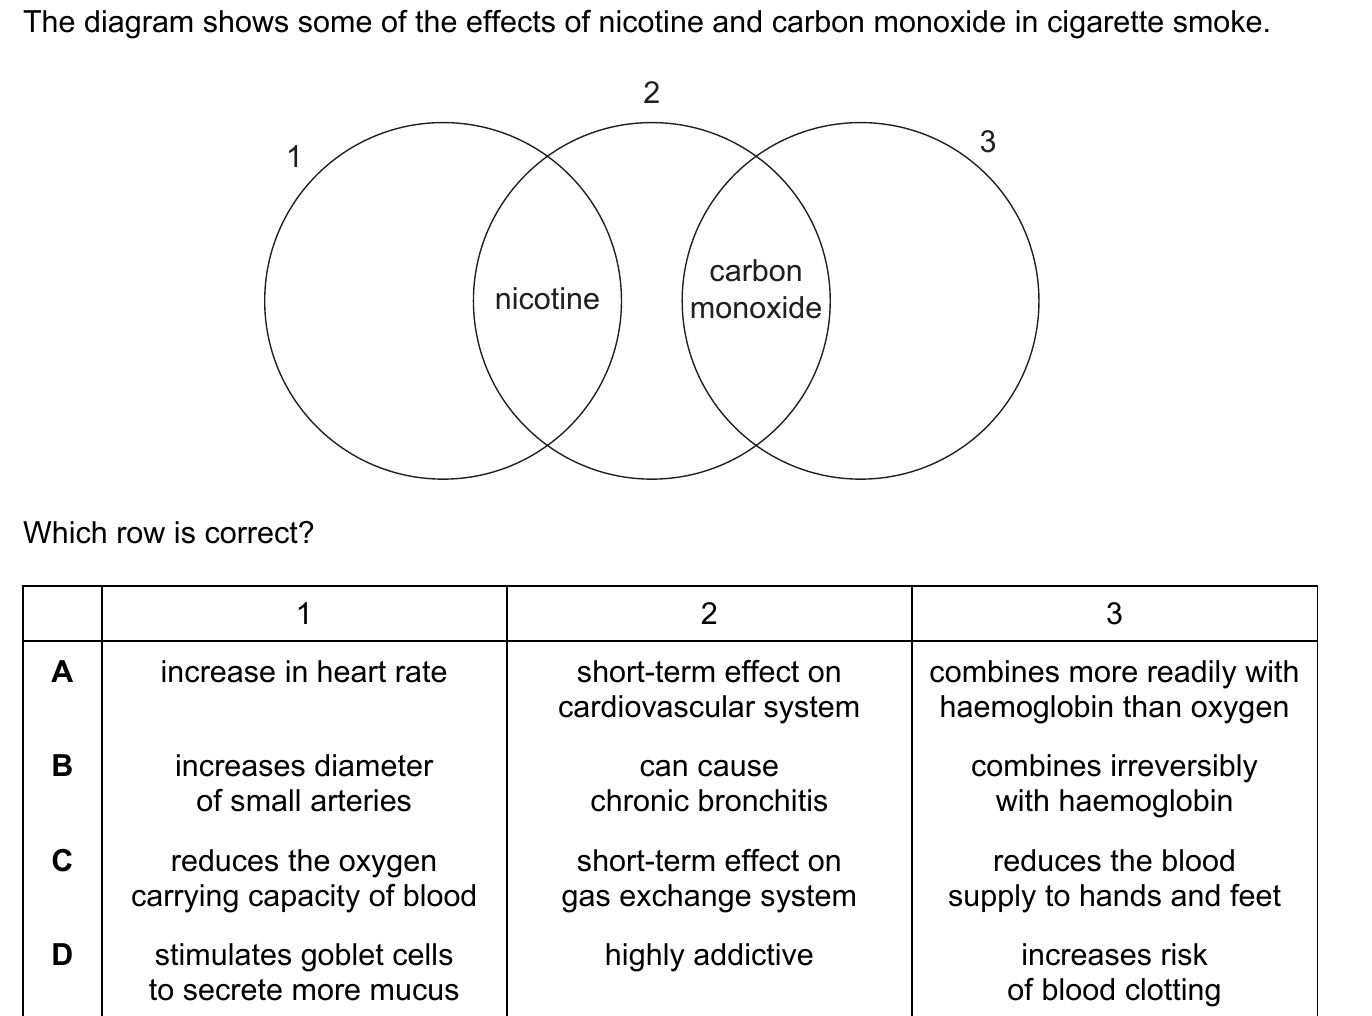 The diagram shows some of the effects of nicotine and carbon monoxide in cigarette smoke.
2
1
3
nicotine
carbon
monoxide
Which row is correct?
1 2 3
A increase in heart rate short-term effect on combines more readily with
cardiovascular system haemoglobin than oxygen
B increases diameter can cause combines irreversibly
of small arteries chronic bronchitis with haemoglobin
C reduces the oxygen short-term effect on reduces the blood
carrying capacity of blood gas exchange system supply to hands and feet
D stimulates goblet cells highly addictive increases risk
to secrete more mucus of blood clotting